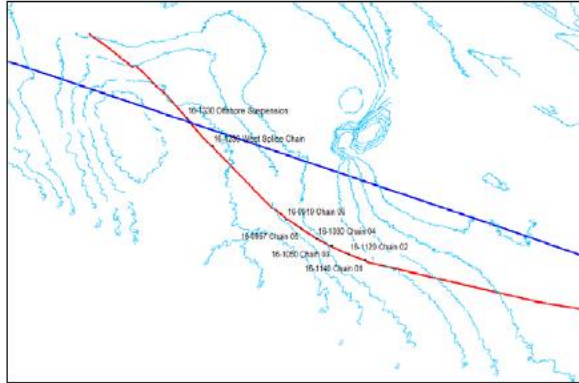 16-1330 Offshore Suspension
16-1250 West Splice Chain
16-0919 Chain 06
16-0957 Chain 05
16-1030 Chain 04
16-1050 Chain 03
16-1120 Chain 02
16-1140 Chain 01